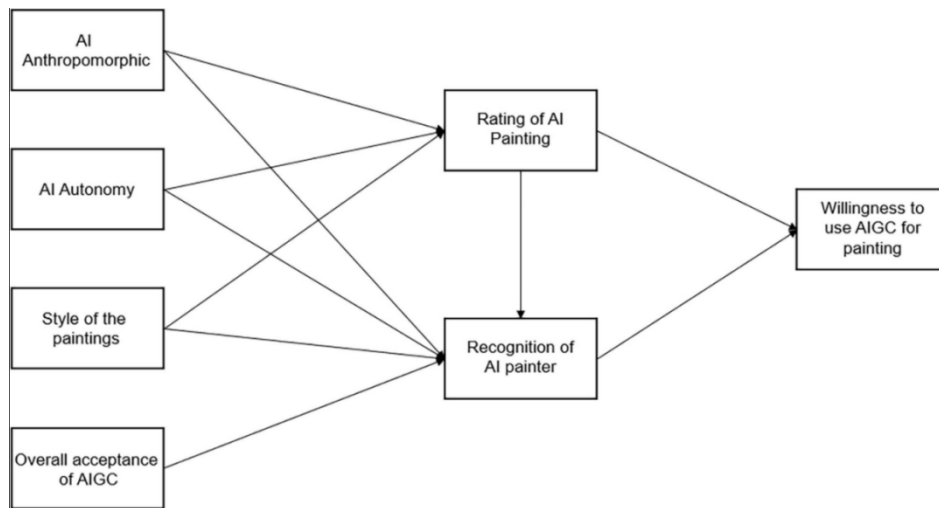 AI
Anthropomorphic
AI Autonomy
Style of the
paintings
Overall acceptance
of AIGC
Rating of AI
Painting
Recognition of
AI painter
Willingness to
use AIGC for
painting